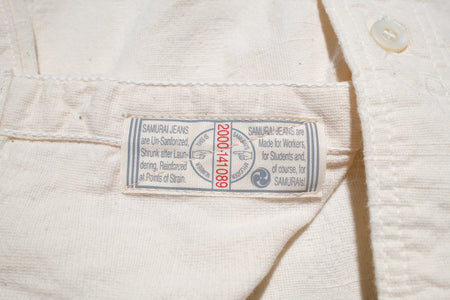 SAMURAI JEANS
are Un-Sanforized,
Shrunk after Laun-
dering, Reinforced
at Points of Strain.
2000·141089
SAMURAI JEANS are
Made for Workers,
for Students and,
of course, for
SAMURAIs!